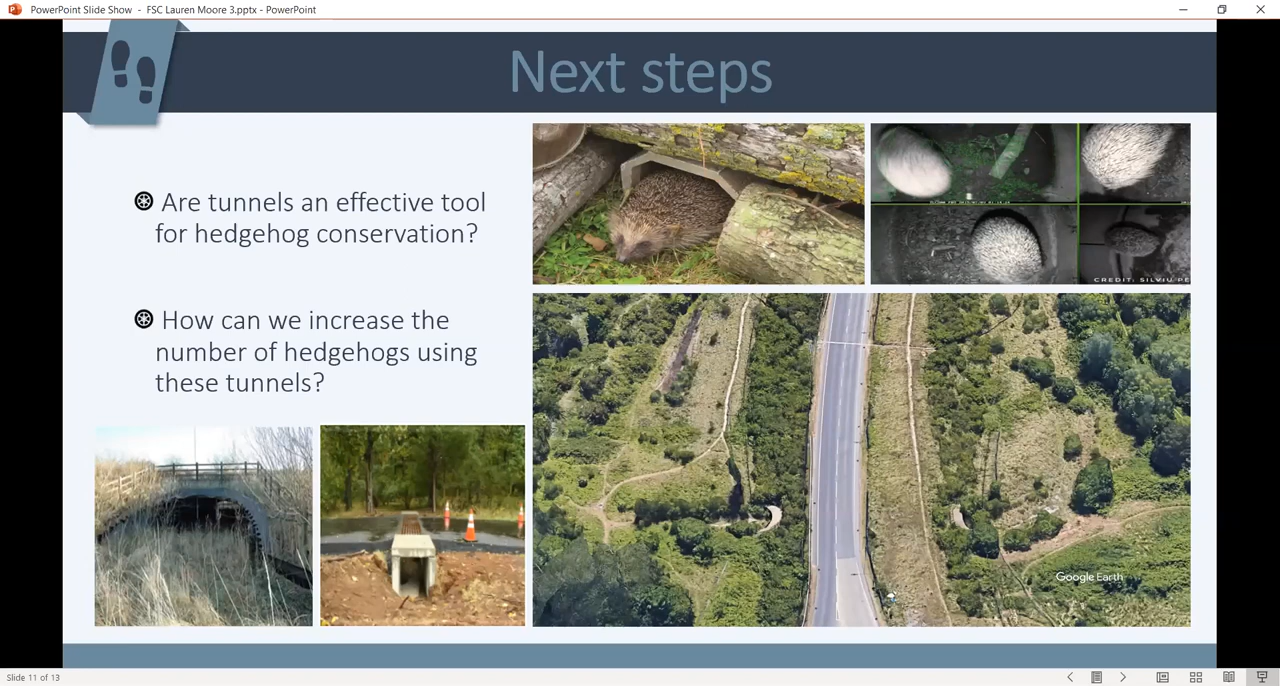 PowerPoint Slide Show - FSC Lauren Moore 3.pptx - PowerPoint
Next steps
Are tunnels an effective tool
for hedgehog conservation?
How can we increase the
number of hedgehogs using
these tunnels?
CREDIT: SILVIU PE
Google Earth
Slide 11 of 13